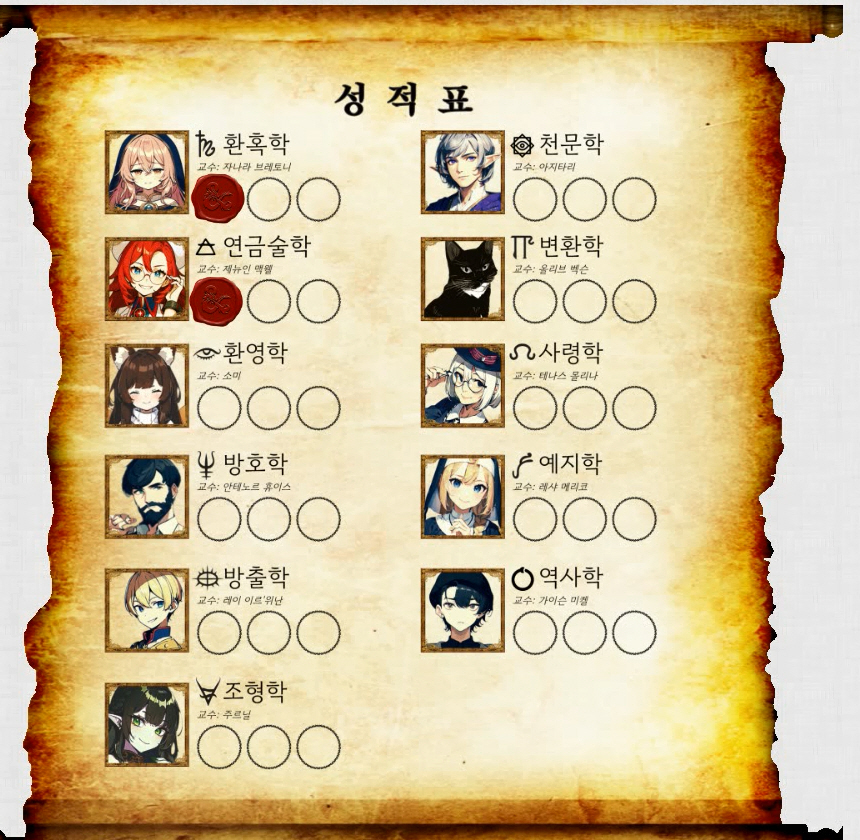 성적표
환혹학
교수: 자나라 브레토니
연금술학
교수: 제뉴인 맥웰
환영학
교수: 소미
방호학
교수: 안테노르 휴이스
방출학
교수: 레이 이르'위난
조형학
교수: 주르닐
천문학
교수: 아지타리
변환학
교수: 올리브 벡슨
사령학
교수: 테나스 몰리나
예지학
교수: 레샤 메리코
역사학
교수: 가이슨 미켈